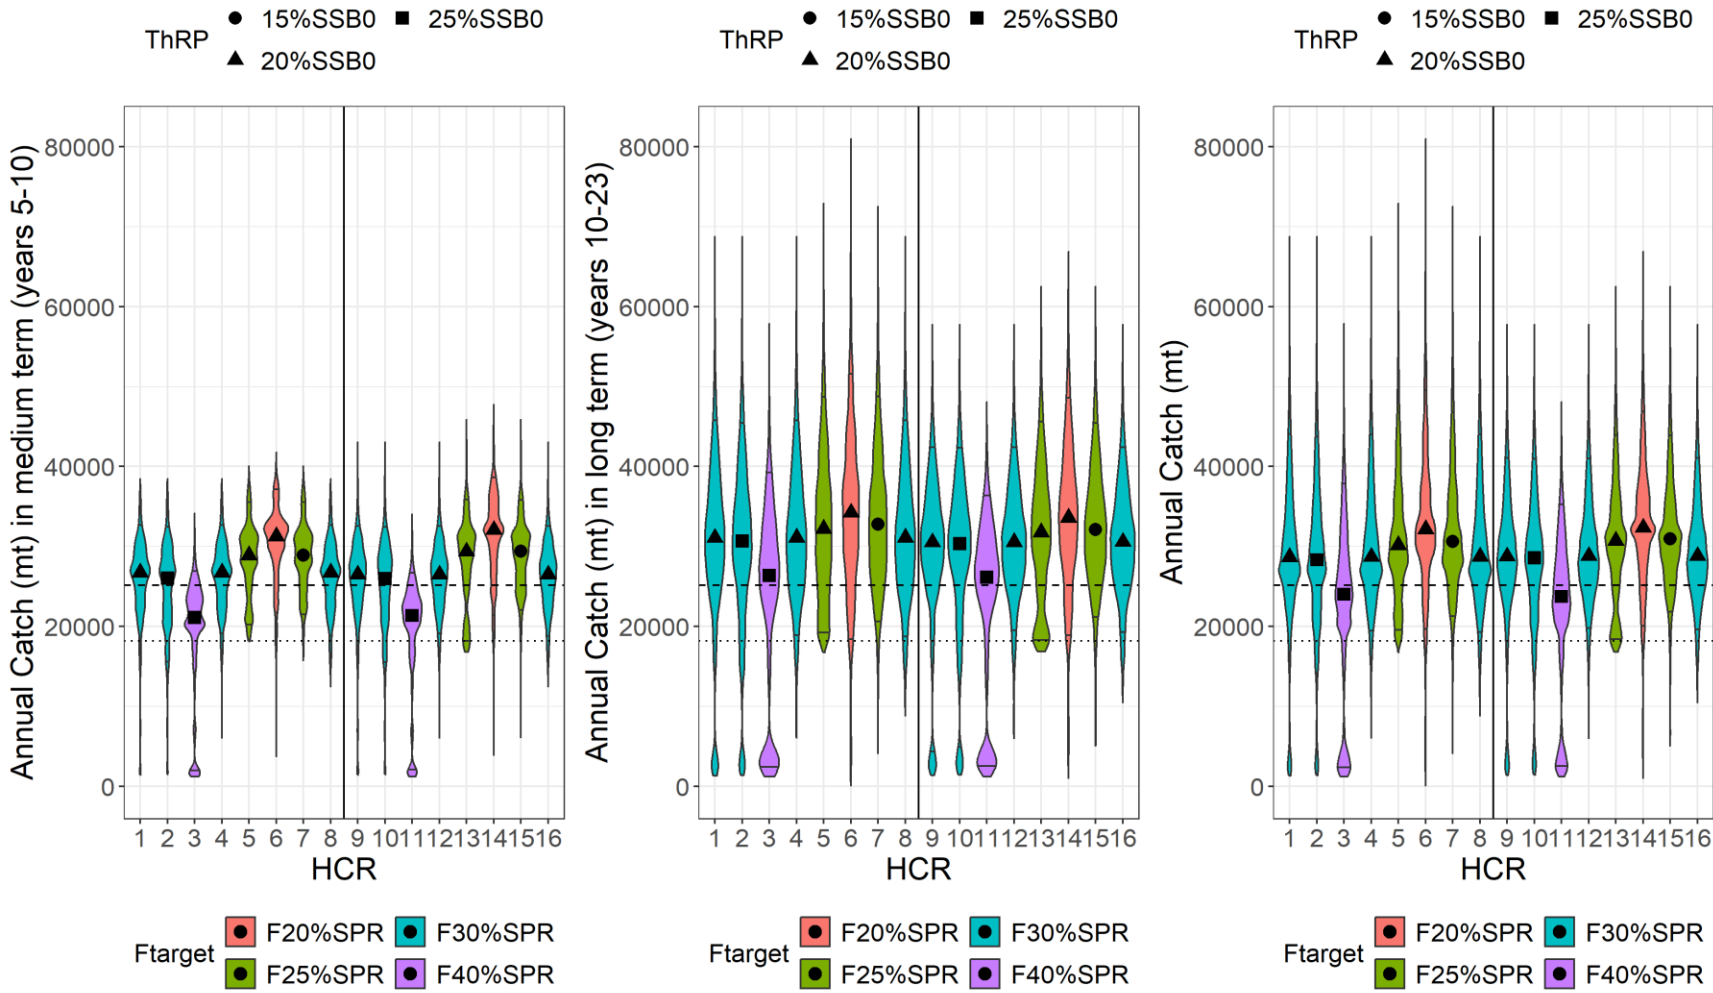 ThRP
15%SSB0
25%SSB0
20%SSB0
Annual Catch (mt) in medium term (years 5-10)
80000
60000
40000
20000
0
1 2 3 4 5 6 7 8 9 10 11 12 13 14 15 16
HCR
Ftarget
F20%SPR
F30%SPR
F25%SPR
F40%SPR
ThRP
15%SSB0
25%SSB0
20%SSB0
Annual Catch (mt) in long term (years 10-23)
80000
60000
40000
20000
0
1 2 3 4 5 6 7 8 9 10 11 12 13 14 15 16
HCR
Ftarget
F20%SPR
F30%SPR
F25%SPR
F40%SPR
ThRP
15%SSB0
25%SSB0
20%SSB0
Annual Catch (mt)
80000
60000
40000
20000
0
1 2 3 4 5 6 7 8 9 10 11 12 13 14 15 16
HCR
Ftarget
F20%SPR
F30%SPR
F25%SPR
F40%SPR